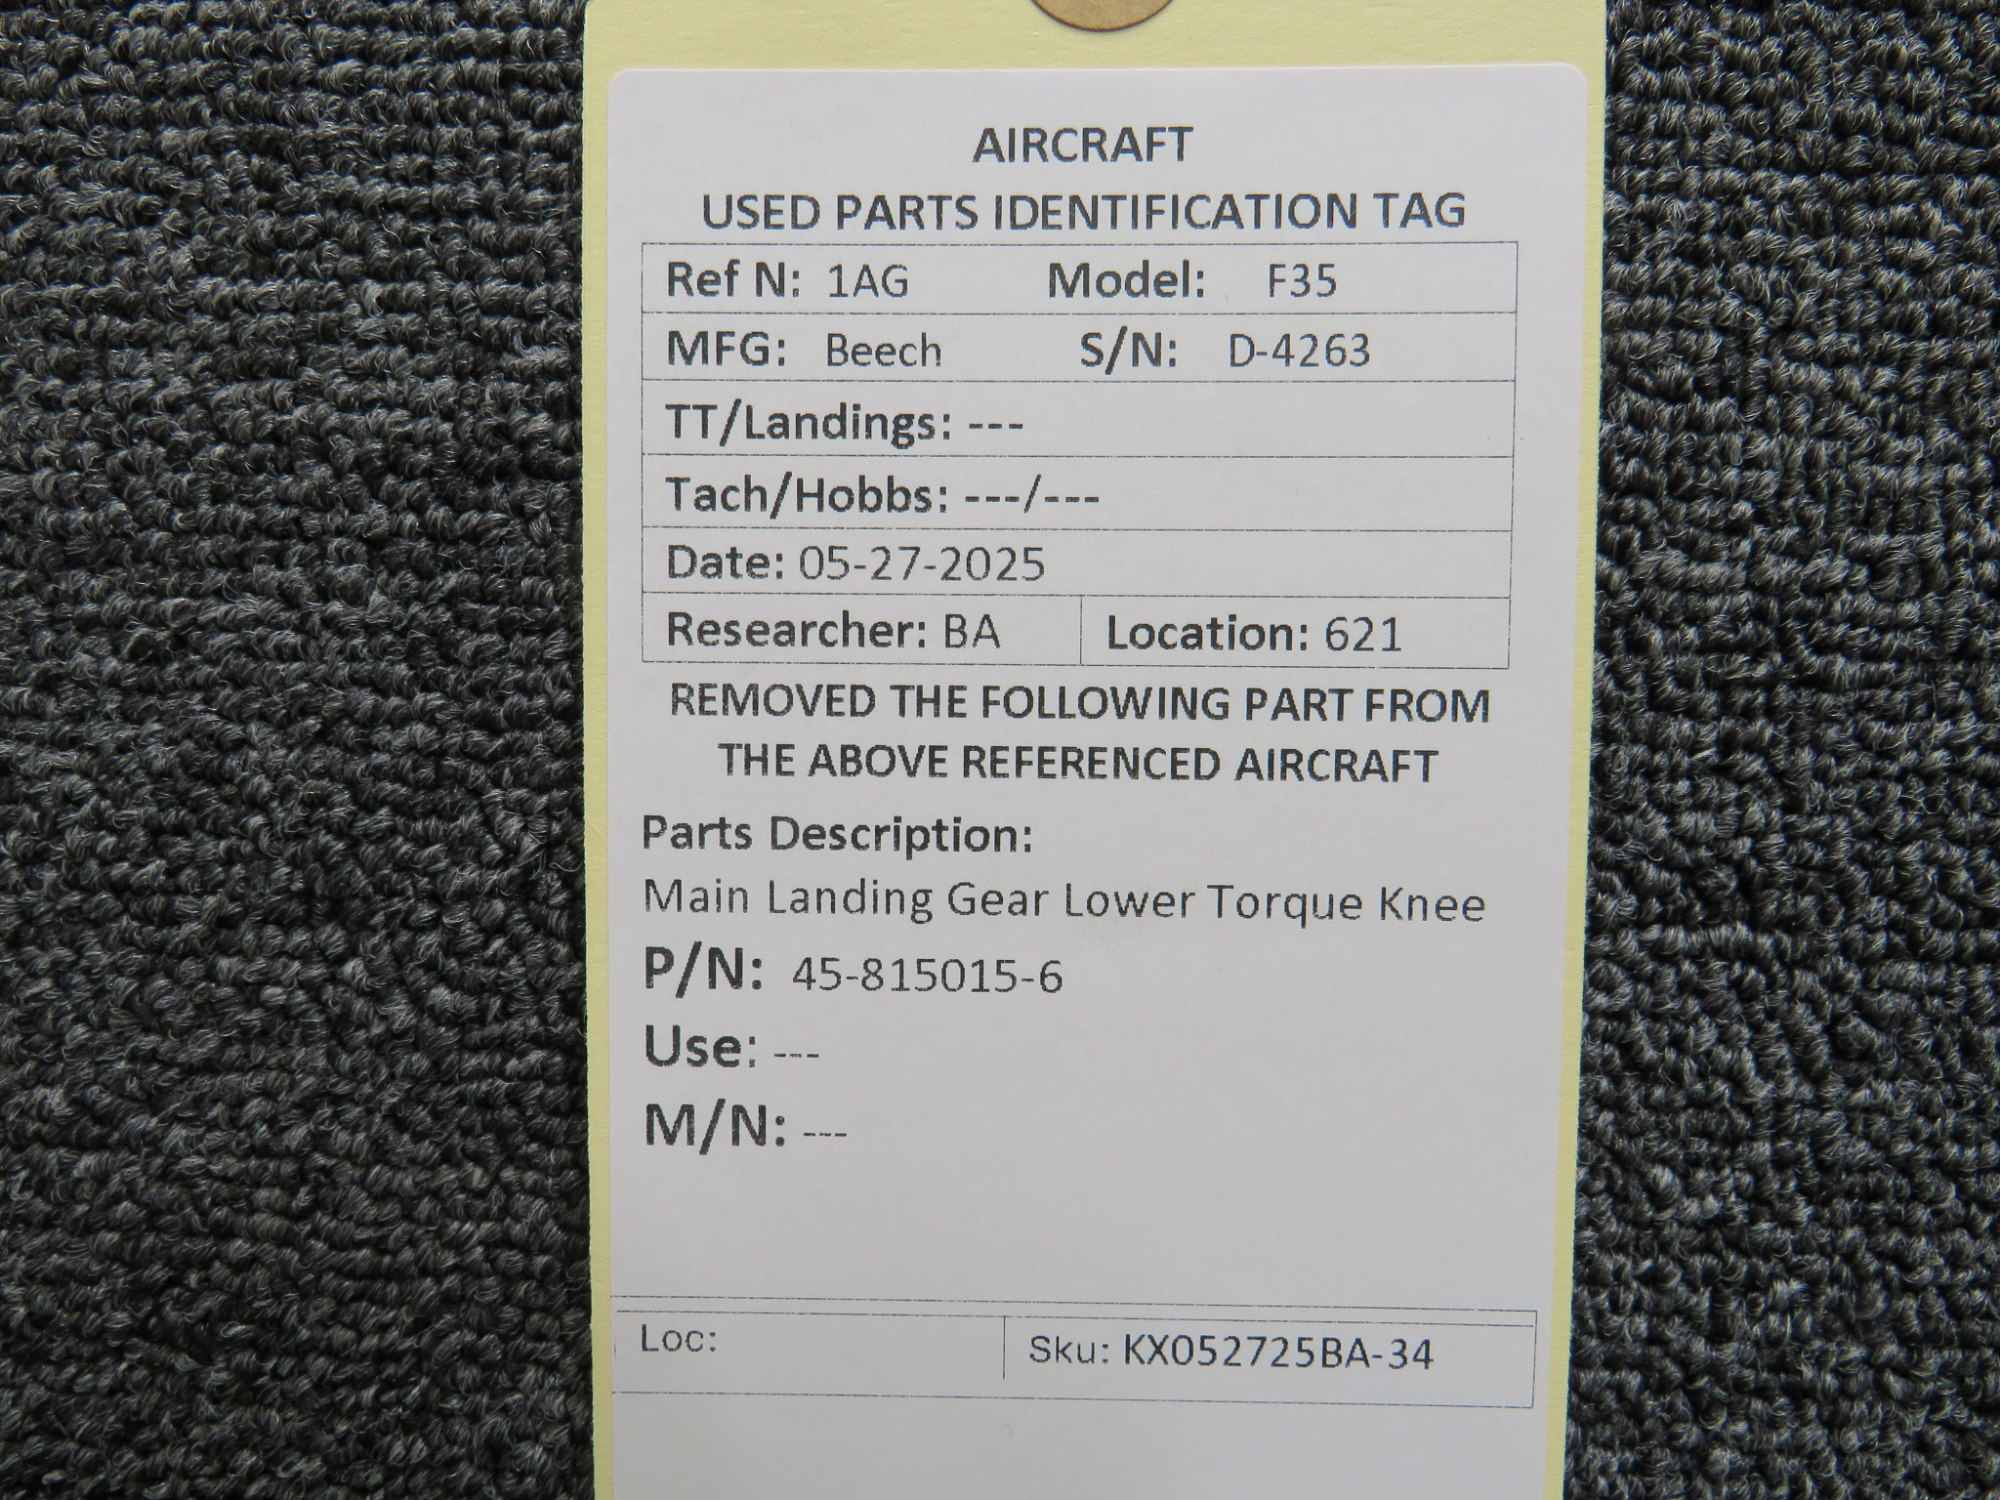 AIRCRAFT
USED PARTS IDENTIFICATION TAG
Ref N: 1AG Model: F35
MFG: Beech S/N: D-4263
TT/Landings: ---
Tach/Hobbs: ---/---
Date: 05-27-2025
Researcher: BA Location: 621
REMOVED THE FOLLOWING PART FROM
THE ABOVE REFERENCED AIRCRAFT
Parts Description:
Main Landing Gear Lower Torque Knee
P/N: 45-815015-6
Use: ---
M/N: ---
Loc: Sku: KX052725BA-34